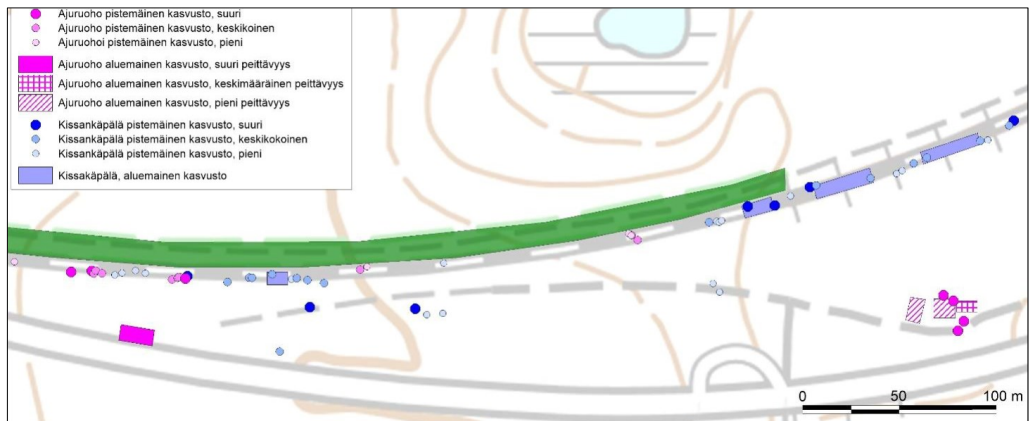 Ajuruoho pistemäinen kasvusto, suuri
Ajuruoho pistemäinen kasvusto, keskikoinen
Ajuruohoi pistemäinen kasvusto, pieni
Ajuruoho aluemainen kasvusto, suuri peittävyys
Ajuruoho aluemainen kasvusto, keskimääräinen peittävyys
Ajuruoho aluemainen kasvusto, pieni peittävyys
Kissankäpälä pistemäinen kasvusto, suuri
Kissankäpälä pistemäinen kasvusto, keskikokoinen
Kissankäpälä pistemäinen kasvusto, pieni
Kissakäpälä, aluemainen kasvusto
0 50 100 m